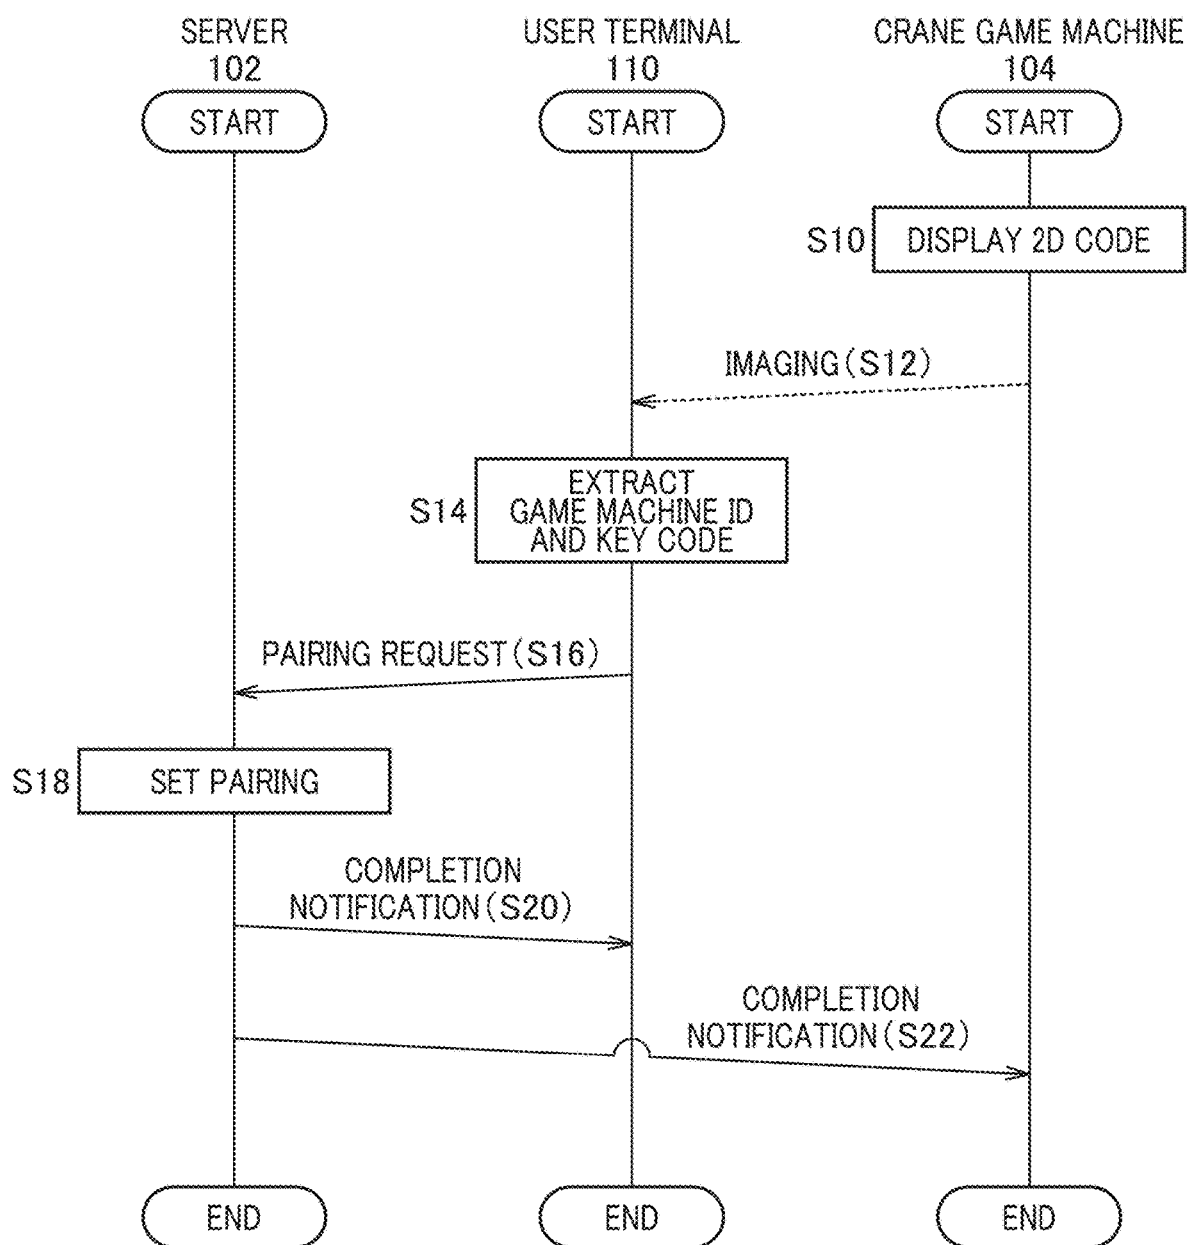 SERVER
102
USER TERMINAL
110
CRANE GAME MACHINE
104
START
START
START
S10
DISPLAY 2D CODE
IMAGING(S12)
S14
EXTRACT
GAME MACHINE ID
AND KEY CODE
PAIRING REQUEST(S16)
S18
SET PAIRING
COMPLETION
NOTIFICATION(S20)
COMPLETION
NOTIFICATION(S22)
END
END
END